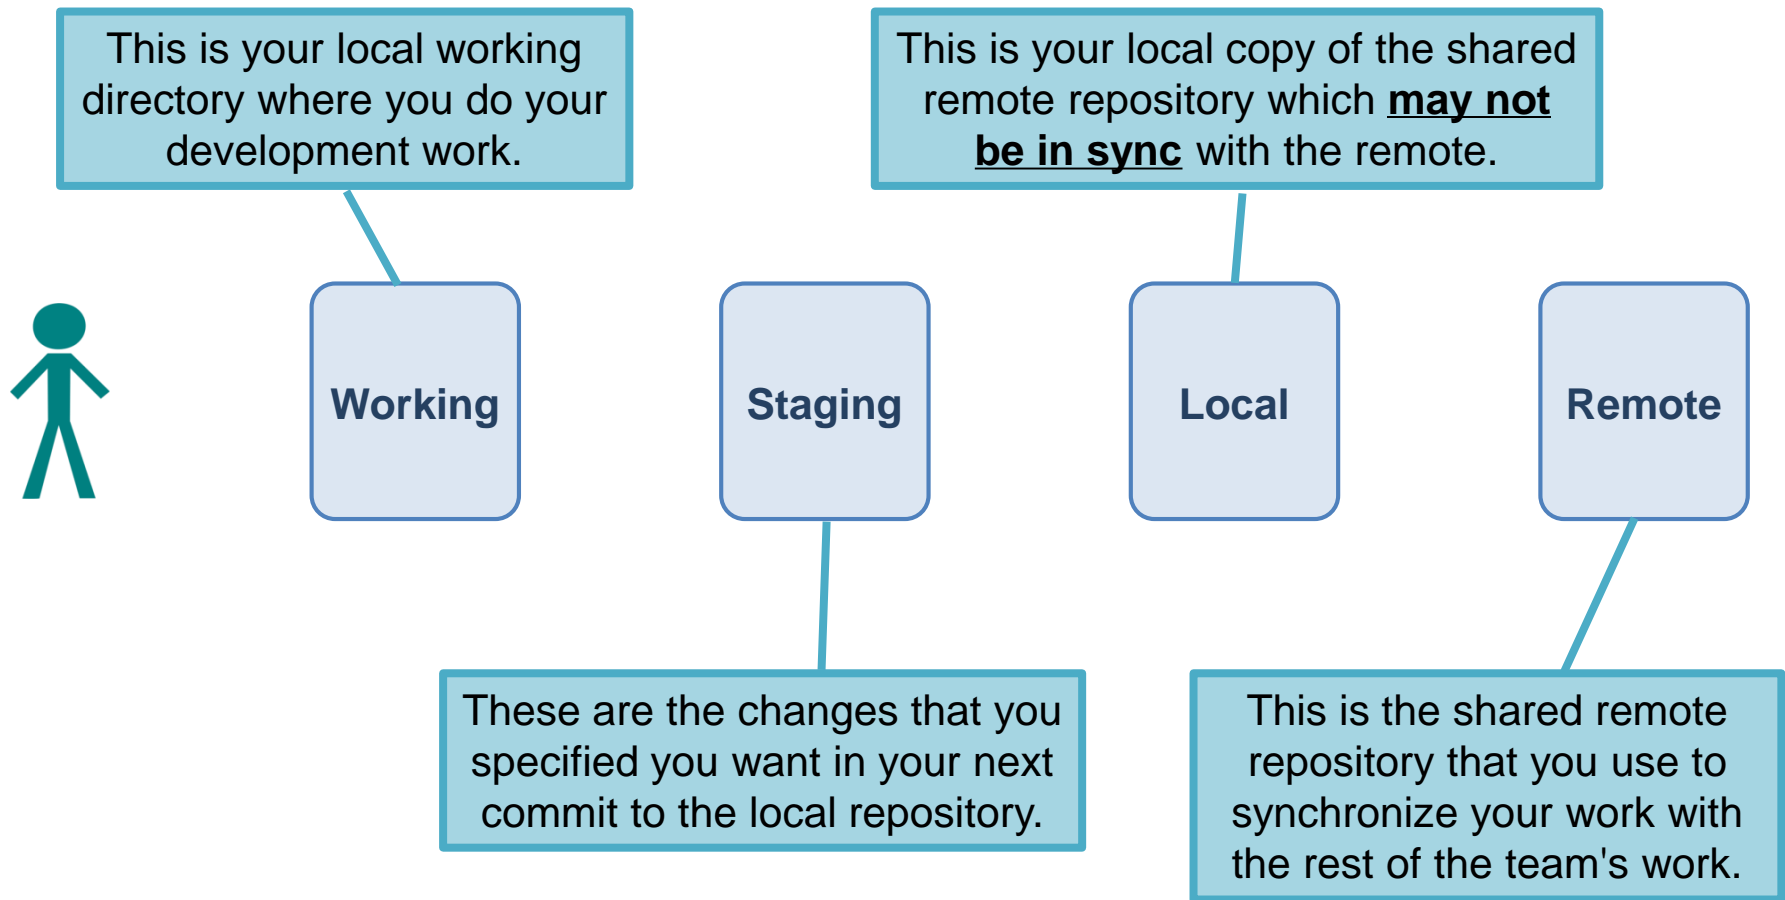 This is your local working
directory where you do your
development work.
This is your local copy of the shared
remote repository which may not
be in sync with the remote.
Working
Staging
Local
Remote
These are the changes that you
specified you want in your next
commit to the local repository.
This is the shared remote
repository that you use to
synchronize your work with
the rest of the team's work.